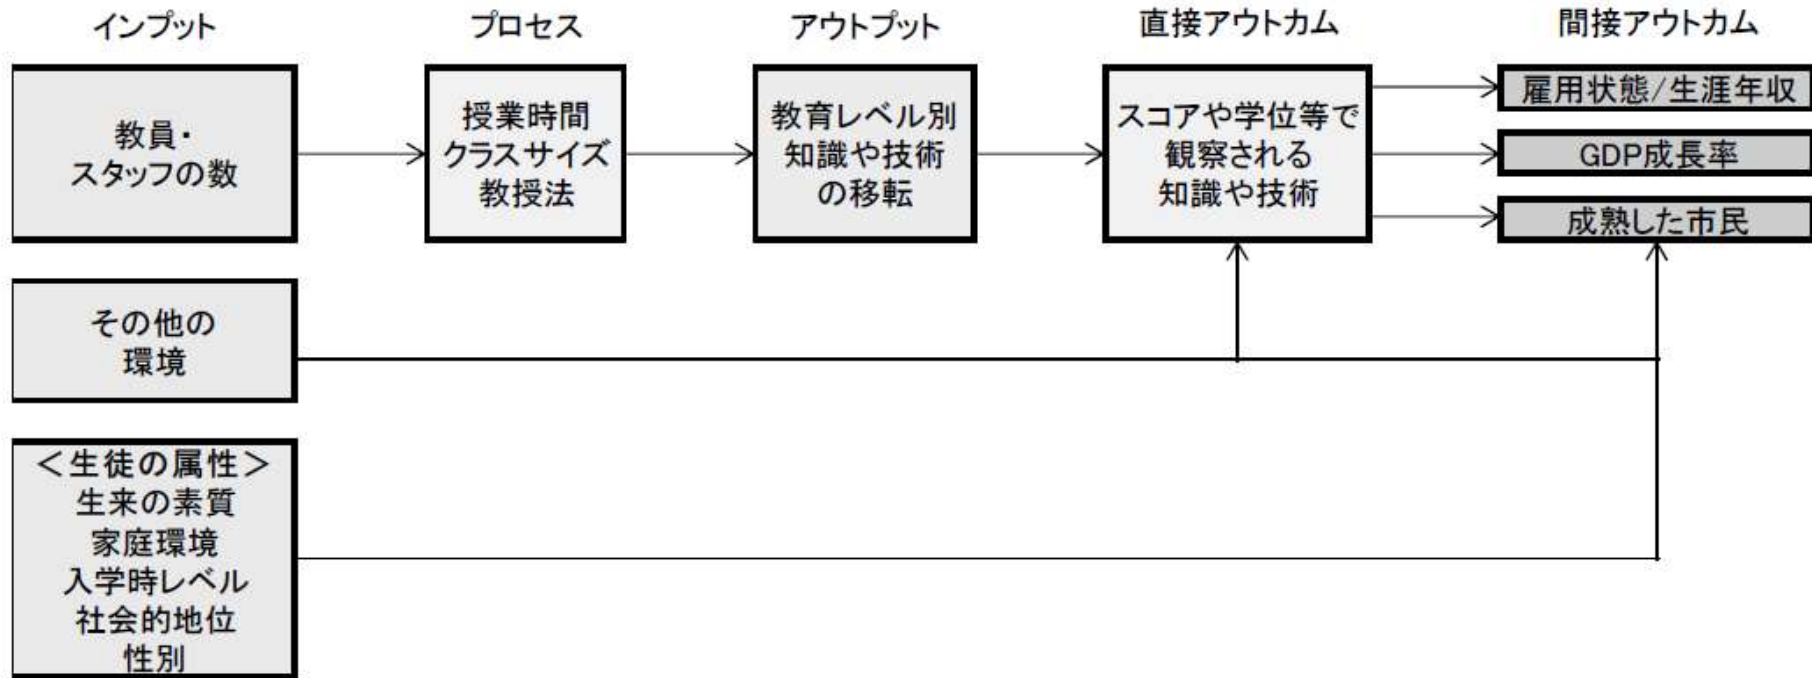 インプット
プロセス
アウトプット
直接アウトカム
間接アウトカム
教員・
スタッフの数
授業時間
クラスサイズ
教授法
教育レベル別
知識や技術
の移転
スコアや学位等で
観察される
知識や技術
雇用状態/生涯年収
GDP成長率
成熟した市民
その他の
環境
＜生徒の属性＞
生来の素質
家庭環境
入学時レベル
社会的地位
性別